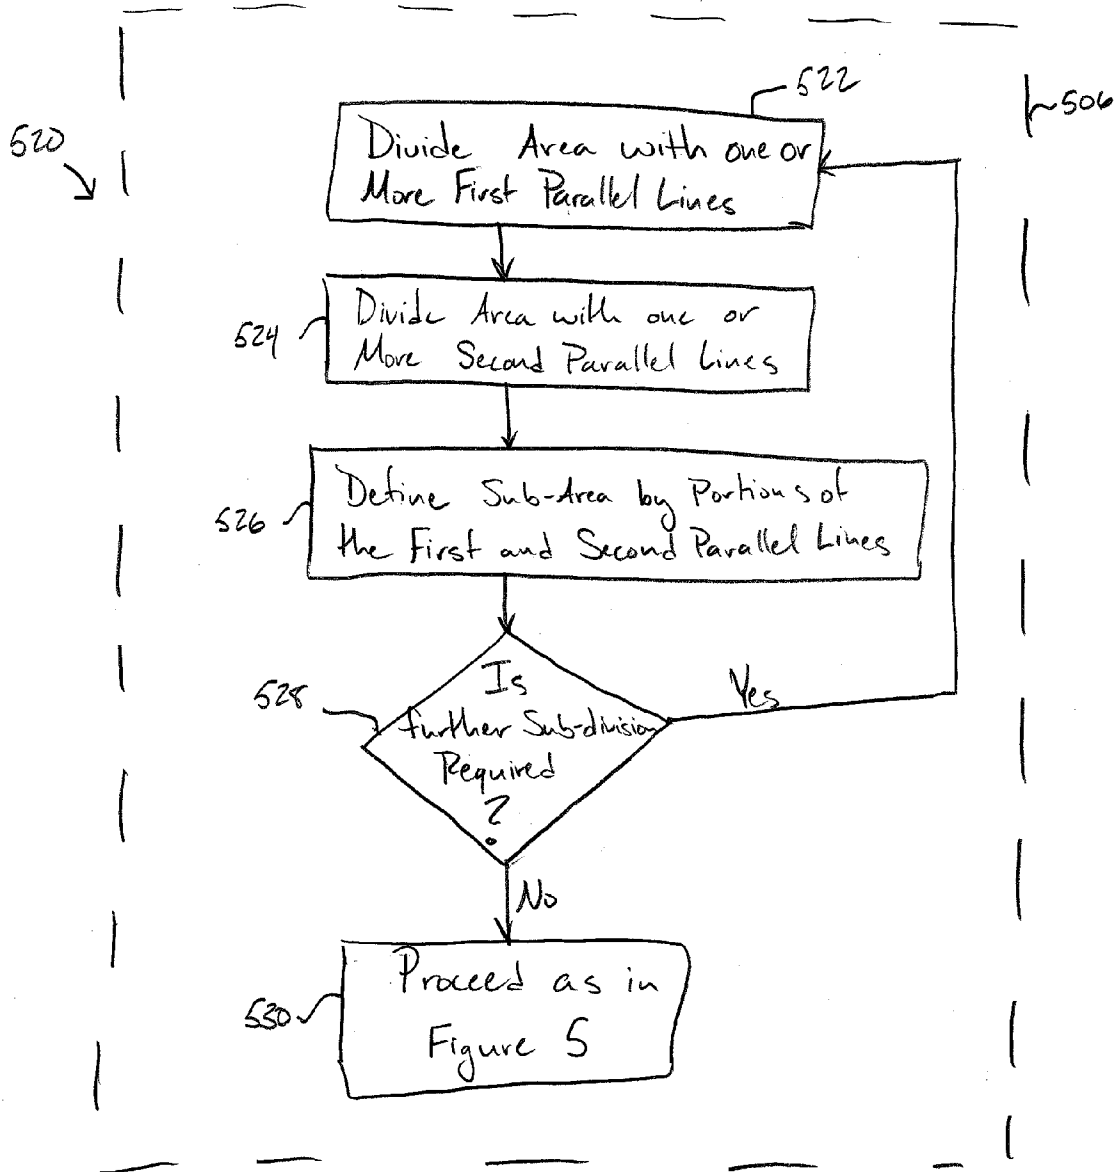 522
506
520
Divide Area with one or
More First Parallel Lines
524
Divide Area with one or
More Second Parallel Lines
526
Define Sub-Area by Portions of
the First and Second Parallel Lines
528
Is
further Sub-division
Required
?
Yes
No
530
Proceed as in
Figure 5